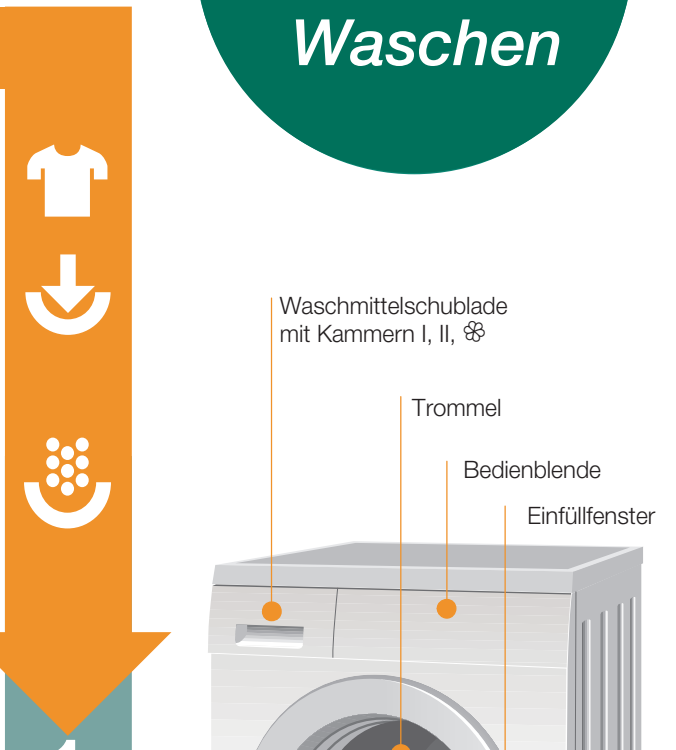 Waschen
Waschmittelschublade
mit Kammern I, II, ❀
Trommel
Bedienblende
Einfüllfenster